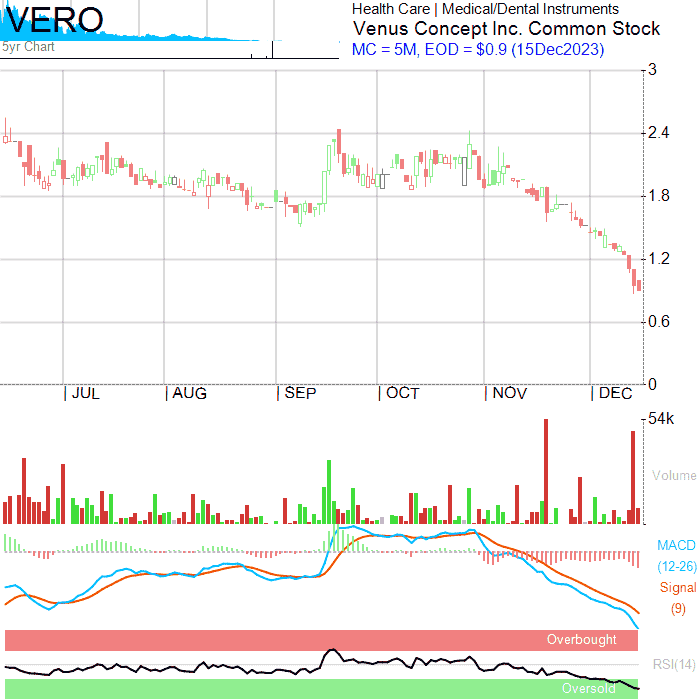 VERO
5yr Chart
Health Care | Medical/Dental Instruments
Venus Concept Inc. Common Stock
MC = 5M, EOD = $0.9 (15Dec2023)
3
2.4
1.8
1.2
0.6
0
JUL AUG SEP OCT NOV DEC
54k
Volume
MACD
(12-26)
Signal
(9)
Overbought
RSI(14)
Oversold